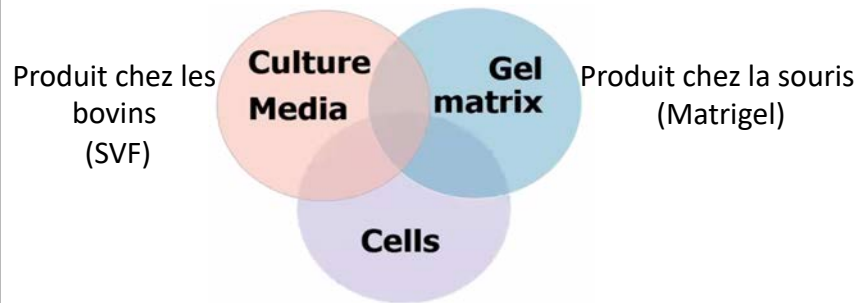 Produit chez les
bovins
(SVF)
Culture
Media
Gel
matrix
Produit chez la souris
(Matrigel)
Cells